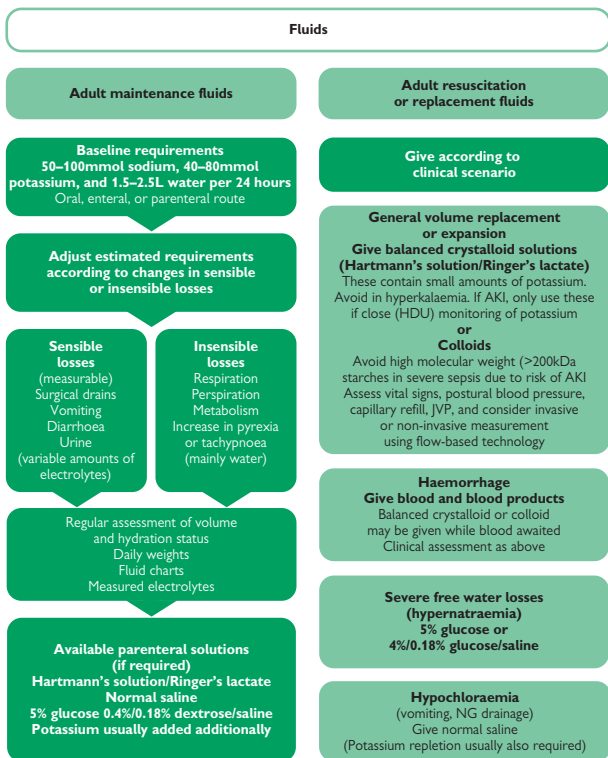 Fluids
Adult maintenance fluids
Baseline requirements
50–100mmol sodium, 40–80mmol
potassium, and 1.5–2.5L water per 24 hours
Oral, enteral, or parenteral route
Adjust estimated requirements
according to changes in sensible
or insensible losses
Sensible
losses
(measurable)
Surgical drains
Vomiting
Diarrhoea
Urine
(variable amounts of
electrolytes)
Insensible
losses
Respiration
Perspiration
Metabolism
Increase in pyrexia
or tachypnoea
(mainly water)
Regular assessment of volume
and hydration status
Daily weights
Fluid charts
Measured electrolytes
Available parenteral solutions
(if required)
Hartmann's solution/Ringer's lactate
Normal saline
5% glucose 0.4%/0.18% dextrose/saline
Potassium usually added additionally
Adult resuscitation
or replacement fluids
Give according to
clinical scenario
General volume replacement
or expansion
Give balanced crystalloid solutions
(Hartmann's solution/Ringer's lactate)
These contain small amounts of potassium.
Avoid in hyperkalaemia. If AKI, only use these
if close (HDU) monitoring of potassium
or
Colloids
Avoid high molecular weight (>200kDa
starches in severe sepsis due to risk of AKI
Assess vital signs, postural blood pressure,
capillary refill, JVP, and consider invasive
or non-invasive measurement
using flow-based technology
Haemorrhage
Give blood and blood products
Balanced crystalloid or colloid
may be given while blood awaited
Clinical assessment as above
Severe free water losses
(hypernatraemia)
5% glucose or
4%/0.18% glucose/saline
Hypochloraemia
(vomiting, NG drainage)
Give normal saline
(Potassium repletion usually also required)